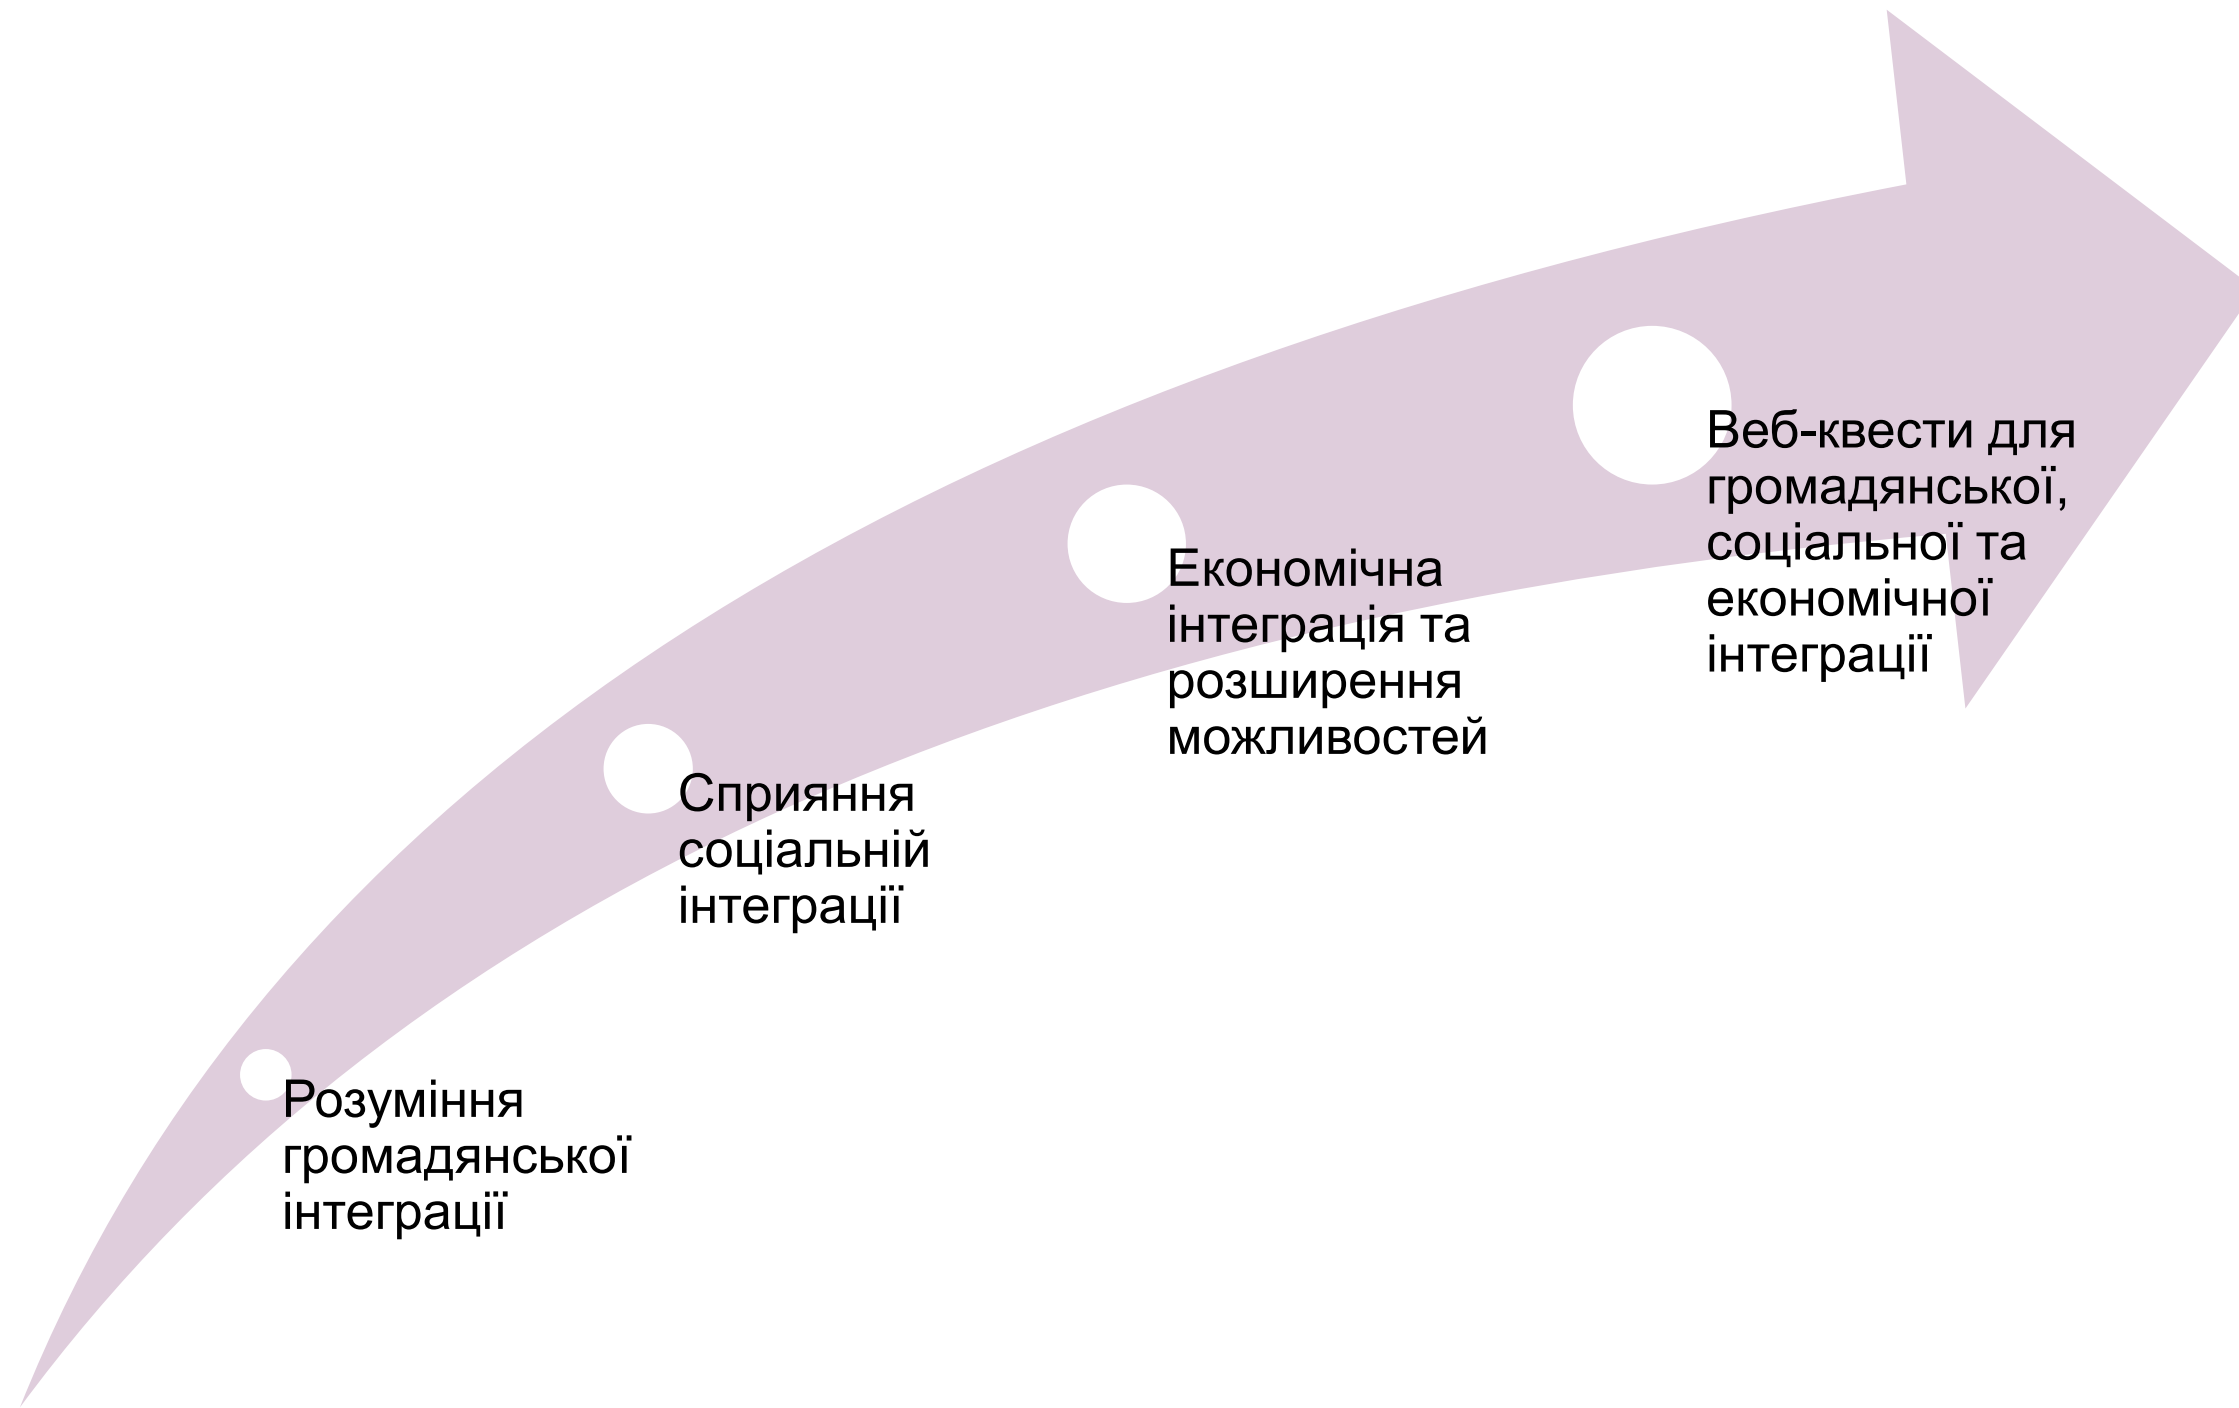 Розуміння
громадянської
інтеграції
Сприяння
соціальній
інтеграції
Економічна
інтеграція та
розширення
можливостей
Веб-квести для
громадянської,
соціальної та
економічної
інтеграції